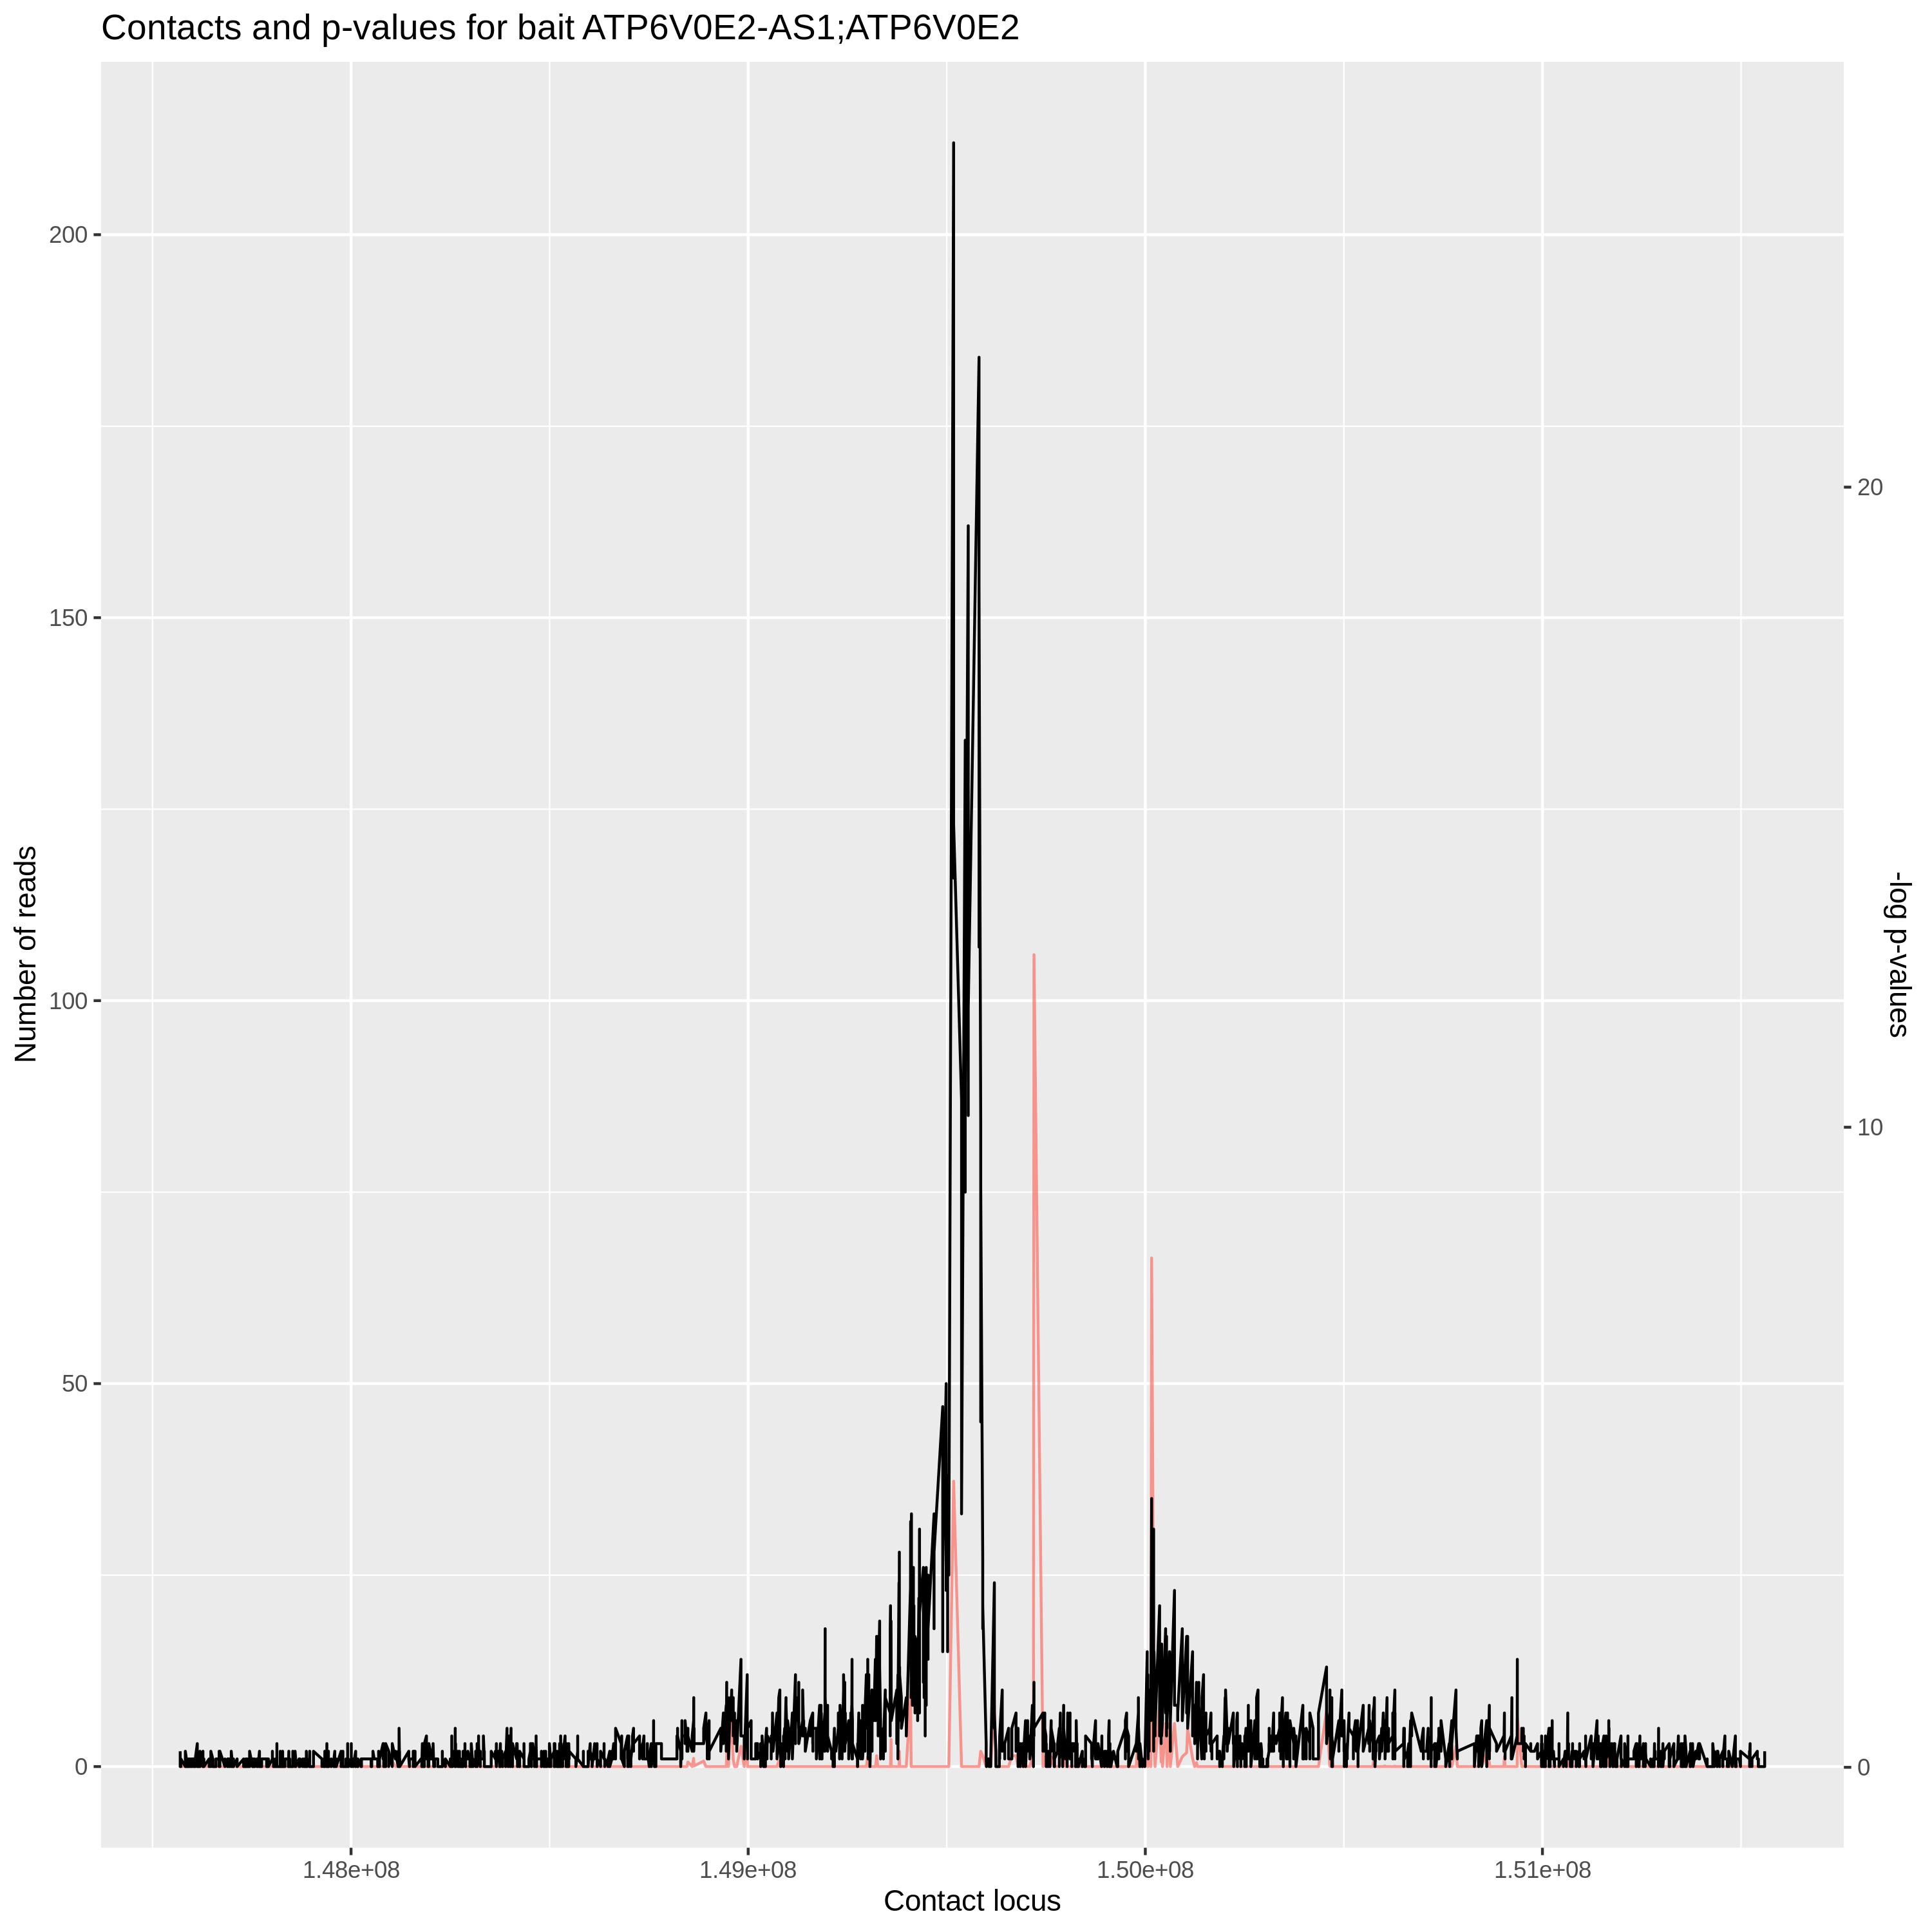 Contacts and p-values for bait ATP6V0E2-AS1;ATP6V0E2
Number of reads
200
150
100
50
0
20
10
0
-log p-values
1.48e+08
1.49e+08
1.50e+08
1.51e+08
Contact locus